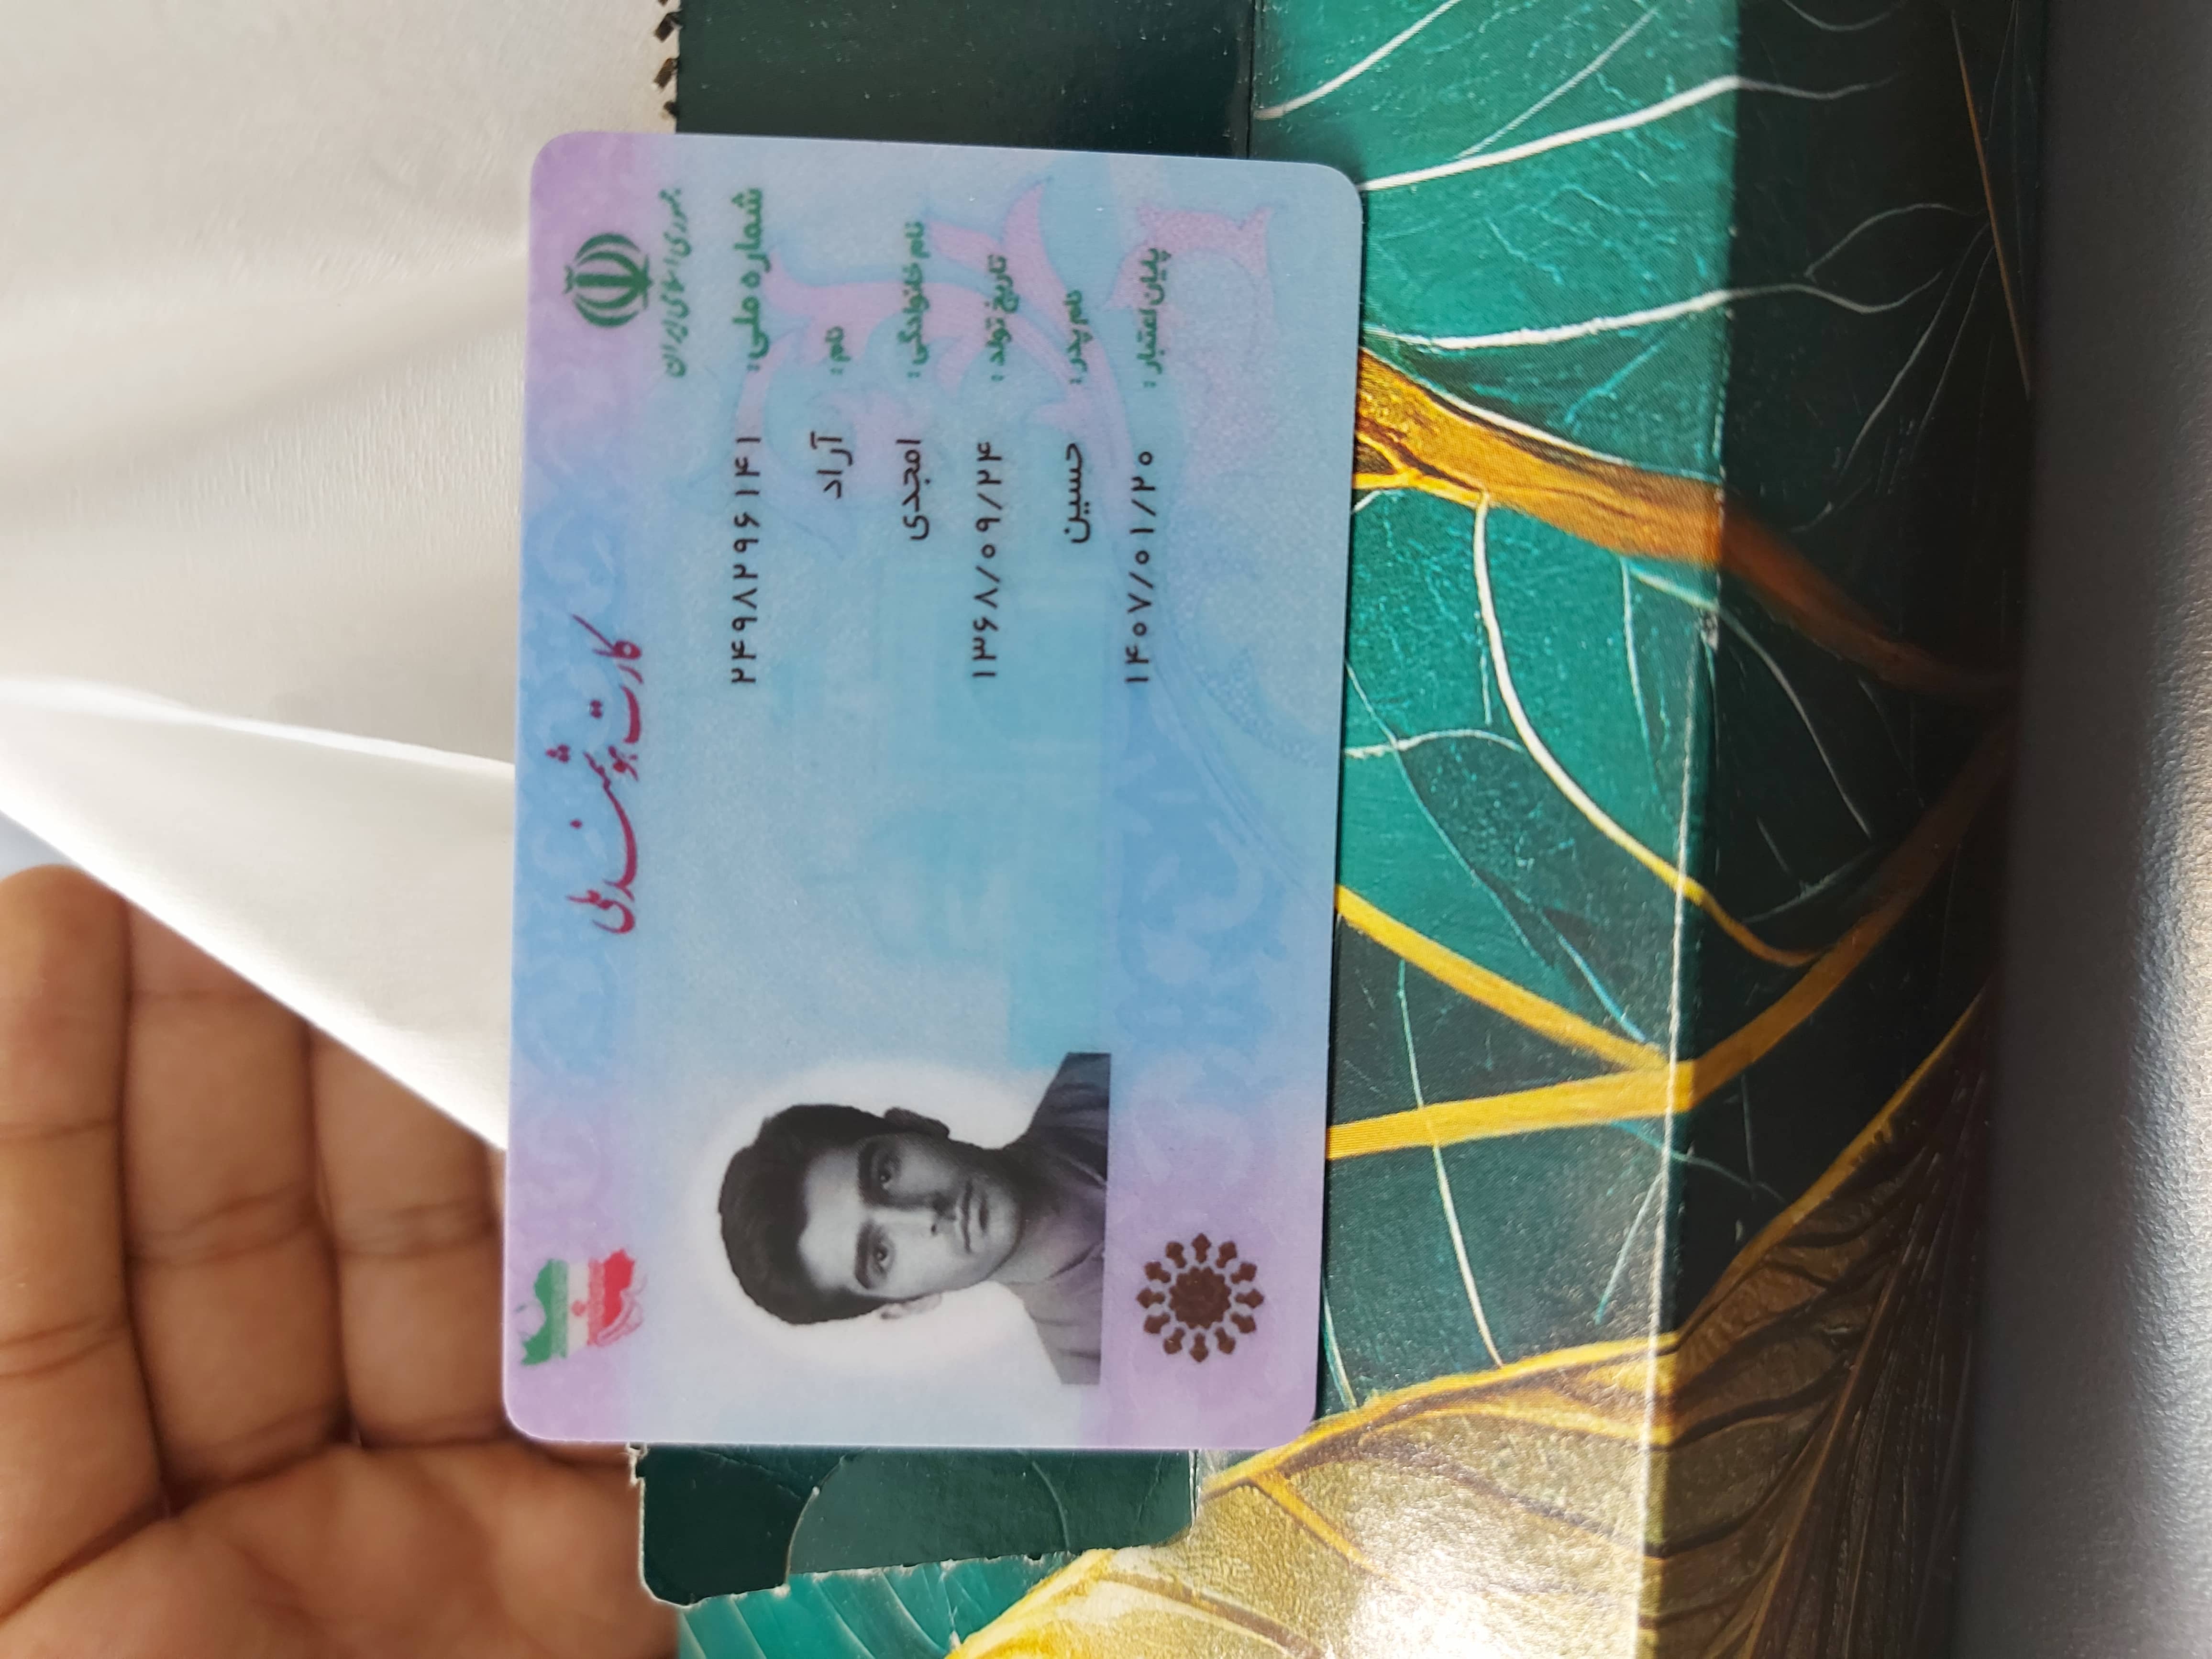 جمهوری اسلامی ایران
کارت هوشمند ملی
شماره ملی: ۲۴۹۸۲۹۶۱۴۱
نام: آراد
نام خانوادگی: امجدی
تاریخ تولد: ۱۳۶۸/۰۹/۲۴
نام پدر: حسین
پایان اعتبار: ۱۴۰۷/۰۱/۲۰